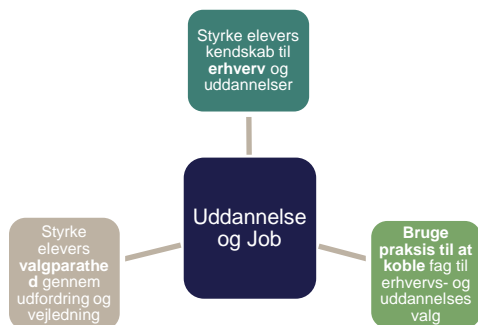 Styrke elevers
kendskab til
erhverv og
uddannelser
Uddannelse
og Job
Styrke
elevers
valgparathe
d gennem
udfordring og
vejledning
Bruge
praksis til at
koble fag til
erhvervs- og
uddannelses
valg